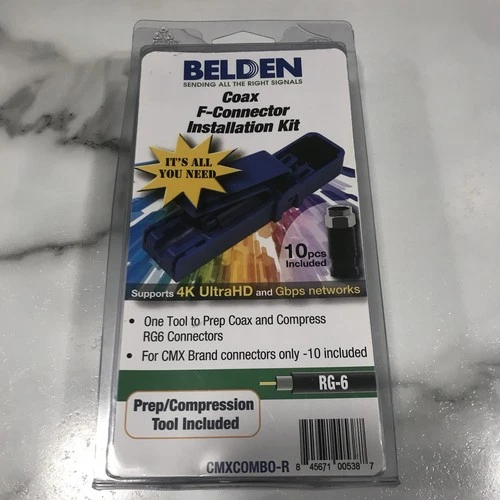 BELDEN
SENDING ALL THE RIGHT SIGNALS
Coax
F-Connector
Installation Kit
IT'S ALL
YOU NEED
10pcs
Included
Supports 4K UltraHD and Gbps networks
• One Tool to Prep Coax and Compress
RG6 Connectors
• For CMX Brand connectors only -10 included
RG-6
Prep/Compression
Tool Included
CMXCOMBO-R
8 45671 00538 7